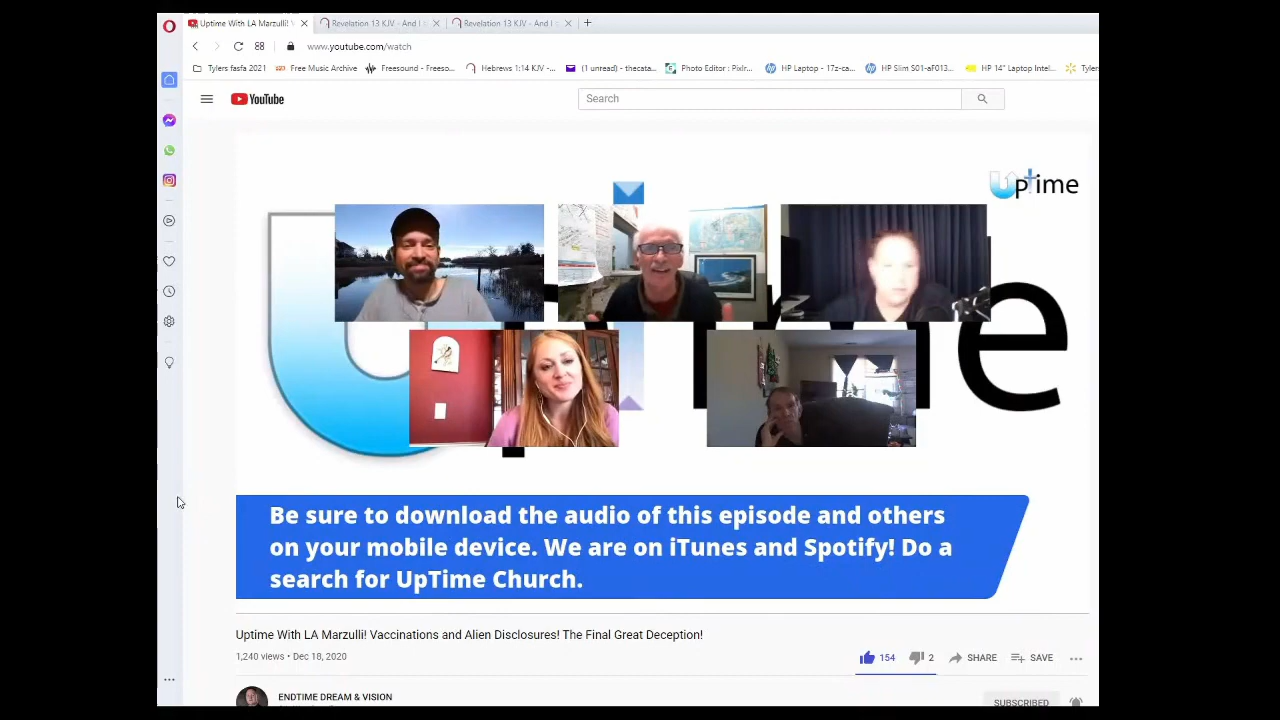 Uptime With LA Marzulli!
Revelation 13 KJV - And I
Revelation 13 KJV - And I
www.youtube.com/watch
Tylers fasfa 2021
Free Music Archive
Freesound - Freeso...
Hebrews 1:14 KJV -...
(1 unread) - thecata...
Photo Editor : Pixlr...
HP Laptop - 17z-ca...
HP Slim S01-aF013...
HP 14" Laptop Intel...
Tyler
YouTube
Search
Uptime
Be sure to download the audio of this episode and others
on your mobile device. We are on iTunes and Spotify! Do a
search for UpTime Church.
Uptime With LA Marzulli! Vaccinations and Alien Disclosures! The Final Great Deception!
1,240 views • Dec 18, 2020
154
2
SHARE
SAVE
ENDTIME DREAM & VISION
SUBSCRIBED